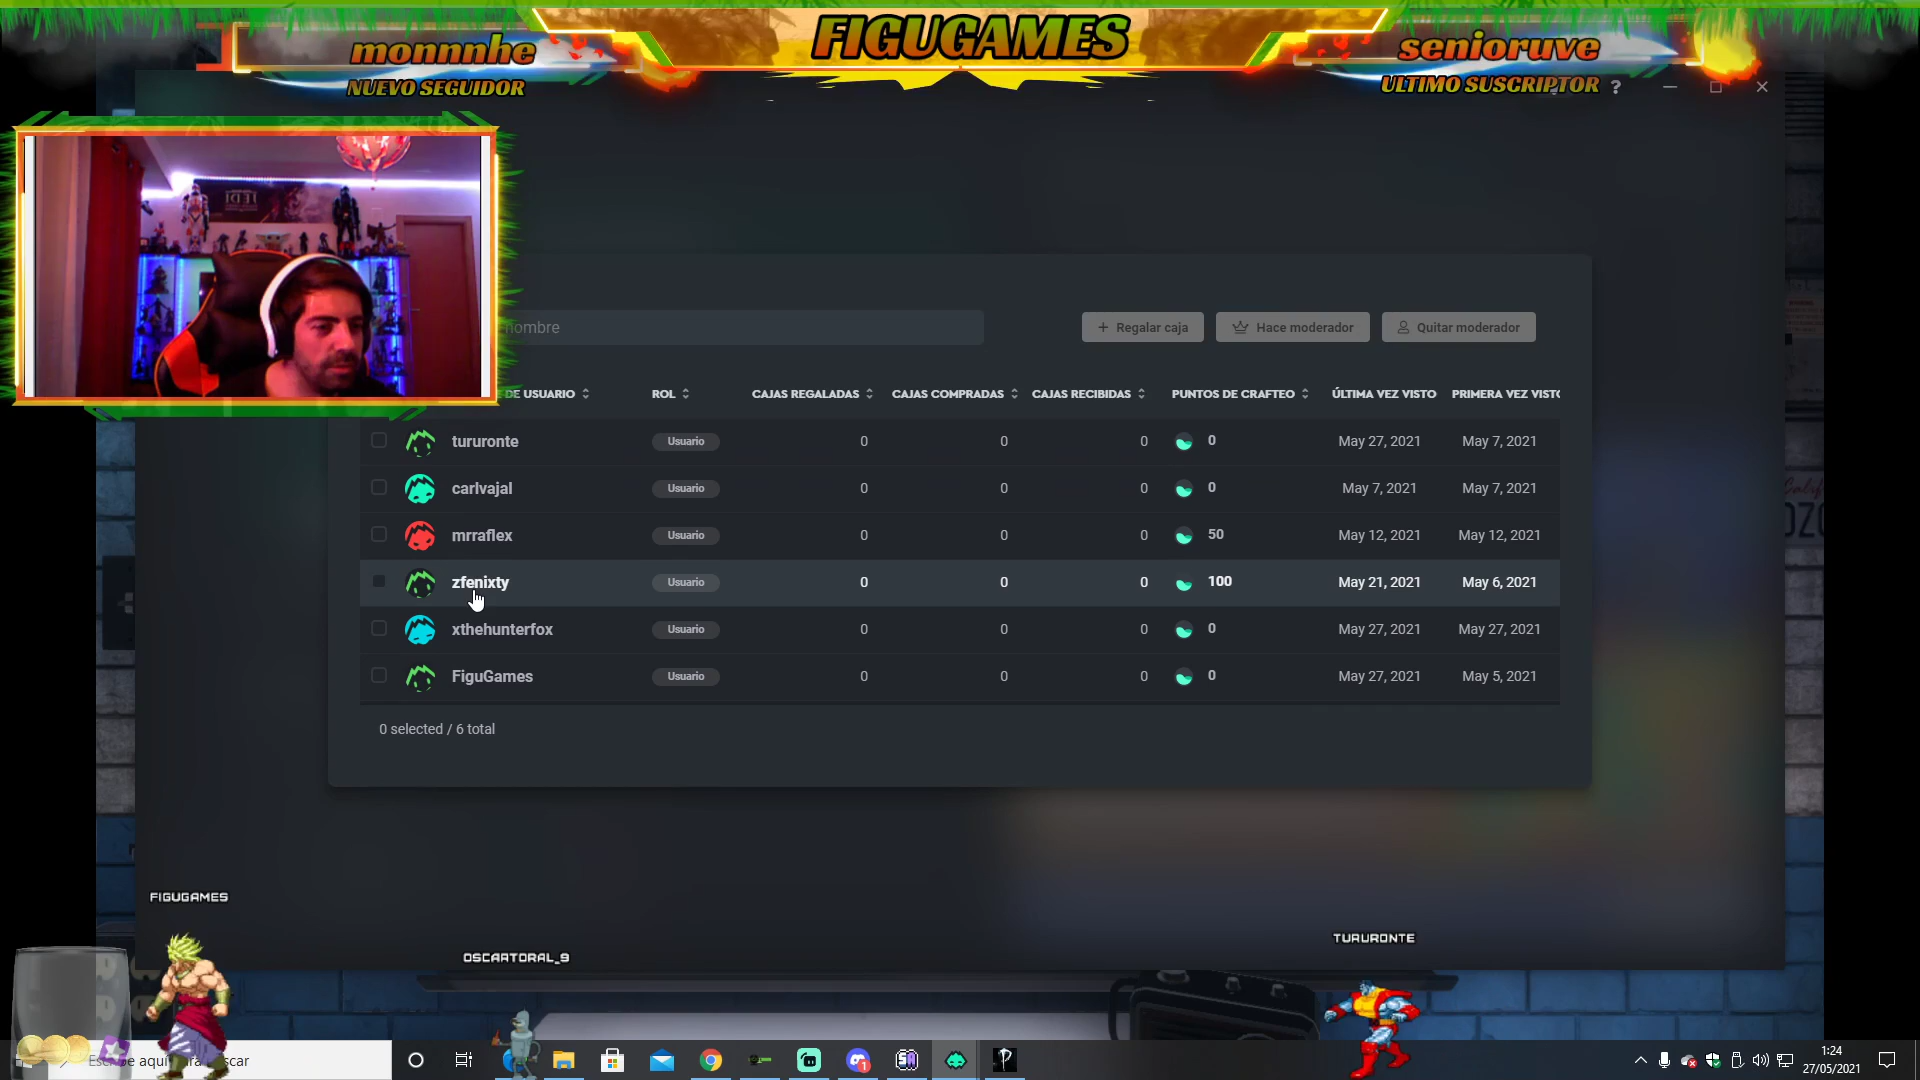 monnnhe
NUEVO SEGUIDOR
FIGUGAMES
senioruve
ULTIMO SUSCRIPTOR
?
JEDI
nombre
+ Regalar caja
Hace moderador
Quitar moderador
DE USUARIO
ROL
CAJAS REGALADAS
CAJAS COMPRADAS
CAJAS RECIBIDAS
PUNTOS DE CRAFTEO
ÚLTIMA VEZ VISTO
PRIMERA VEZ VISTO
tururonte Usuario 0 0 0 0 May 27, 2021 May 7, 2021
carlvajal Usuario 0 0 0 0 May 7, 2021 May 7, 2021
mrraflex Usuario 0 0 0 50 May 12, 2021 May 12, 2021
zfenixty Usuario 0 0 0 100 May 21, 2021 May 6, 2021
xthehunterfox Usuario 0 0 0 0 May 27, 2021 May 27, 2021
FiguGames Usuario 0 0 0 0 May 27, 2021 May 5, 2021
0 selected / 6 total
FIGUGAMES
OSCARTORAL_9
TURURONTE
1
1:24
27/05/2021